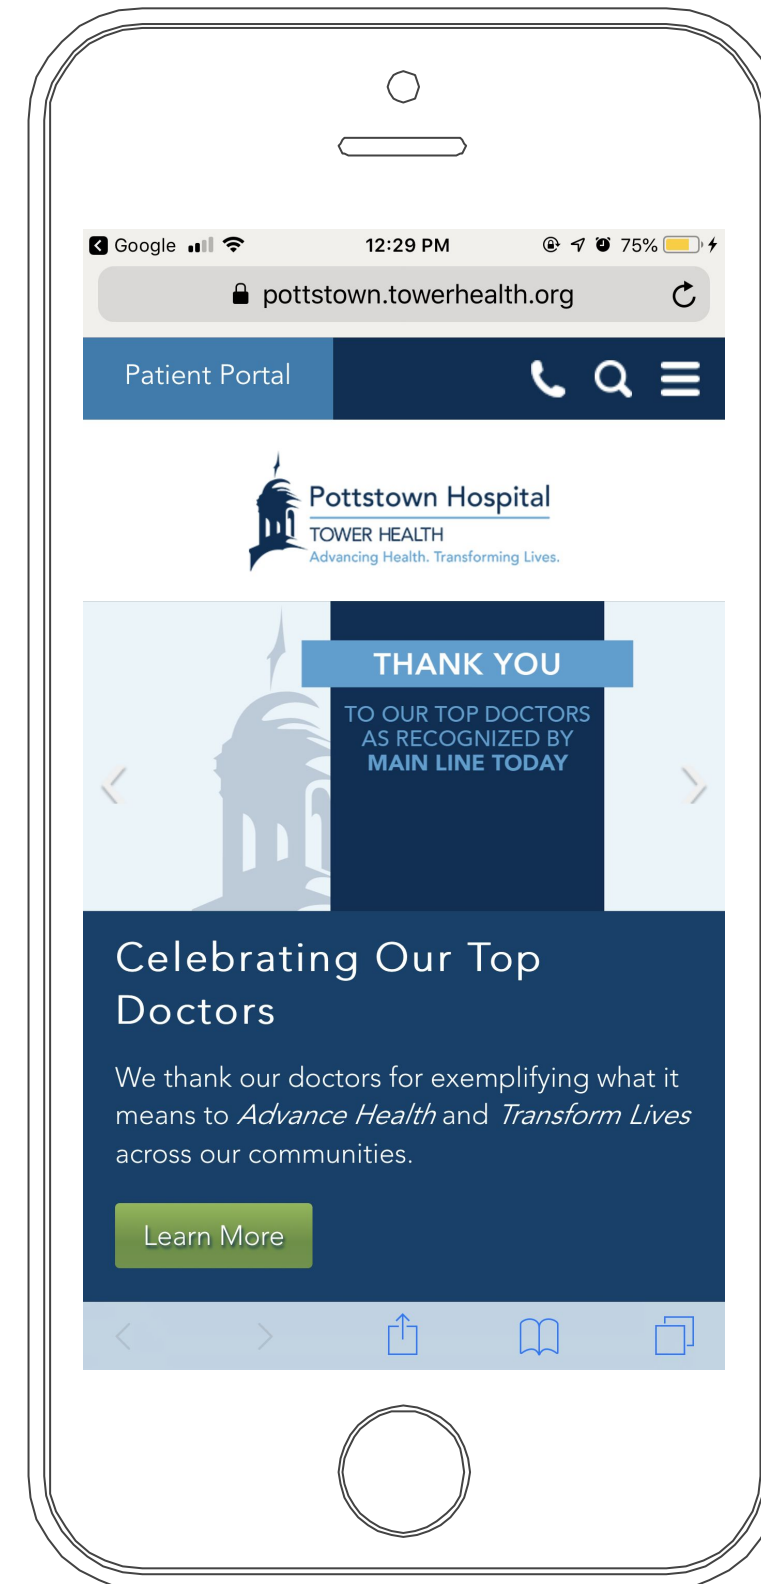 Google 12:29 PM 75%
pottstown.towerhealth.org
Patient Portal
Pottstown Hospital
TOWER HEALTH
Advancing Health. Transforming Lives.
THANK YOU
TO OUR TOP DOCTORS
AS RECOGNIZED BY
MAIN LINE TODAY
Celebrating Our Top
Doctors
We thank our doctors for exemplifying what it
means to Advance Health and Transform Lives
across our communities.
Learn More